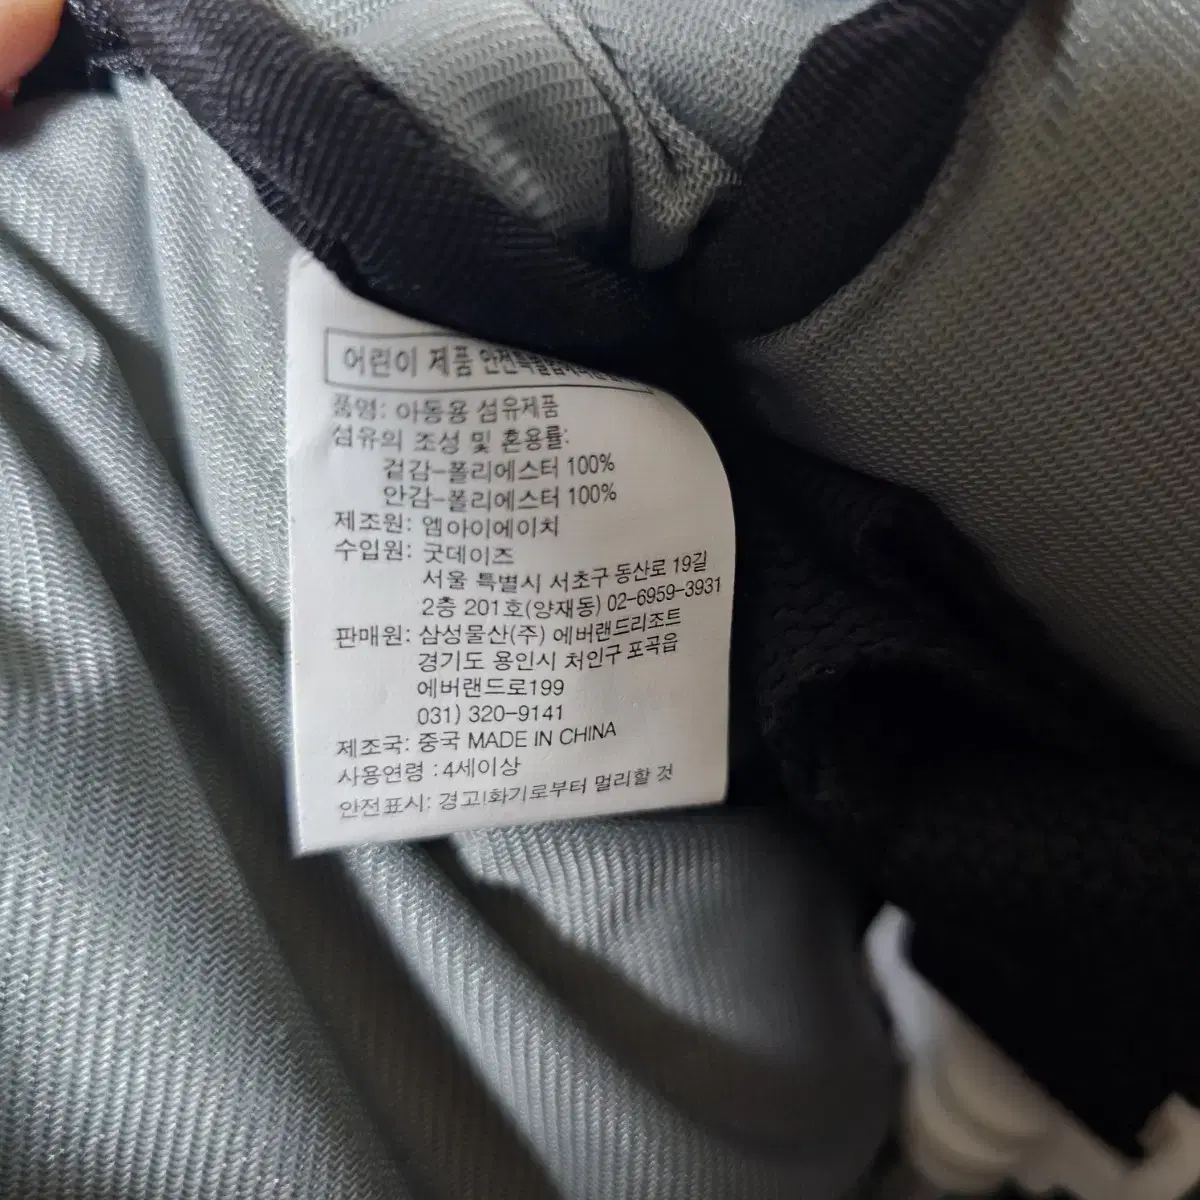 어린이 제품
품명: 아동용 섬유제품
섬유의 조성 및 혼용률:
겉감-폴리에스터 100%
안감-폴리에스터 100%
제조원: 엠아이에이치
수입원: 굿데이즈
서울 특별시 서초구 동산로 19길
2층 201호(양재동) 02-6959-3931
판매원: 삼성물산(주) 에버랜드리조트
경기도 용인시 처인구 포곡읍
에버랜드로199
031) 320-9141
제조국: 중국 MADE IN CHINA
사용연령 : 4세이상
안전표시: 경고!화기로부터 멀리할 것